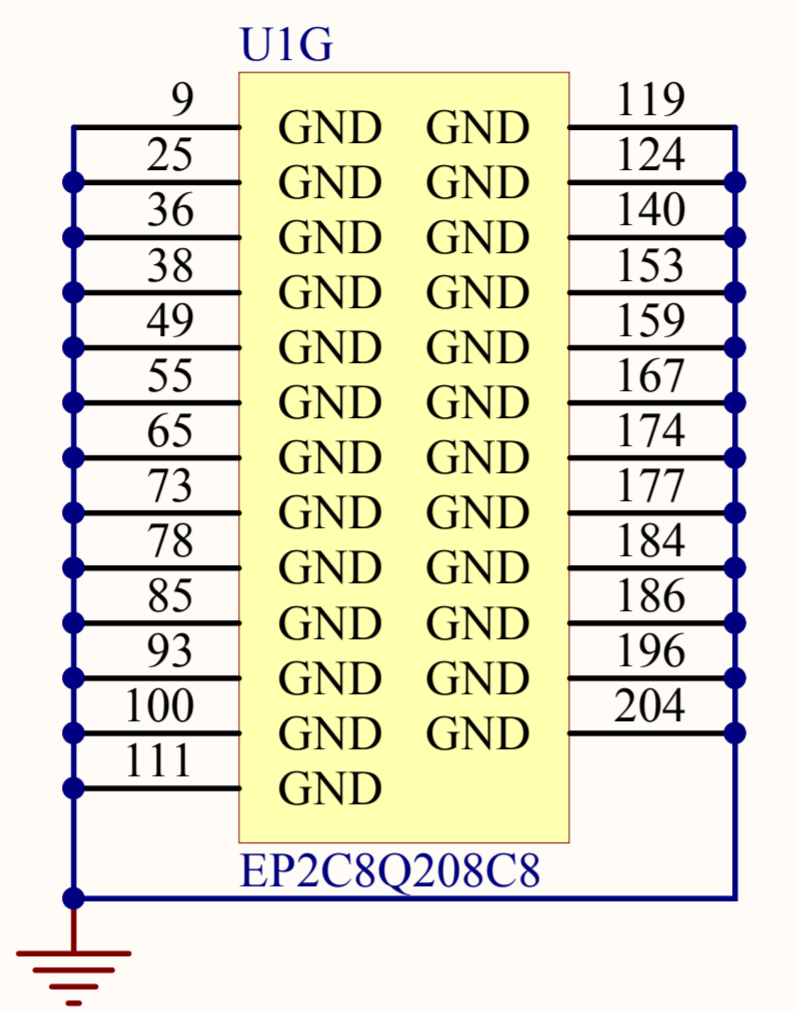 U1G
9 GND GND 119
25 GND GND 124
36 GND GND 140
38 GND GND 153
49 GND GND 159
55 GND GND 167
65 GND GND 174
73 GND GND 177
78 GND GND 184
85 GND GND 186
93 GND GND 196
100 GND GND 204
111 GND
EP2C8Q208C8